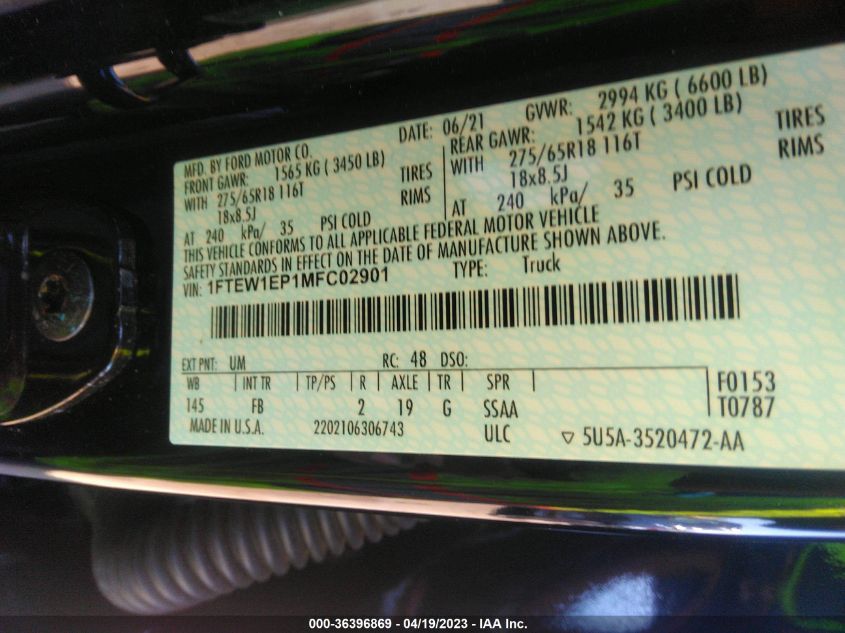 MFD. BY FORD MOTOR CO. DATE: 06/21 GVWR: 2994 KG ( 6600 LB)
FRONT GAWR: 1565 KG ( 3450 LB) REAR GAWR: 1542 KG ( 3400 LB)
WITH 275/65R18 116T TIRES WITH 275/65R18 116T TIRES
18x8.5J RIMS 18x8.5J RIMS
AT 240 kPa/ 35 PSI COLD AT 240 kPa/ 35 PSI COLD
THIS VEHICLE CONFORMS TO ALL APPLICABLE FEDERAL MOTOR VEHICLE
SAFETY STANDARDS IN EFFECT ON THE DATE OF MANUFACTURE SHOWN ABOVE.
VIN: 1FTEW1EP1MFC02901 TYPE: Truck
EXT PNT: UM RC: 48 DSO:
WB INT TR TP/PS R AXLE TR SPR F0153
145 FB 2 19 G SSAA T0787
MADE IN U.S.A. 2202106306743 ULC ▽ 5U5A-3520472-AA
000-36396869 - 04/19/2023 - IAA Inc.